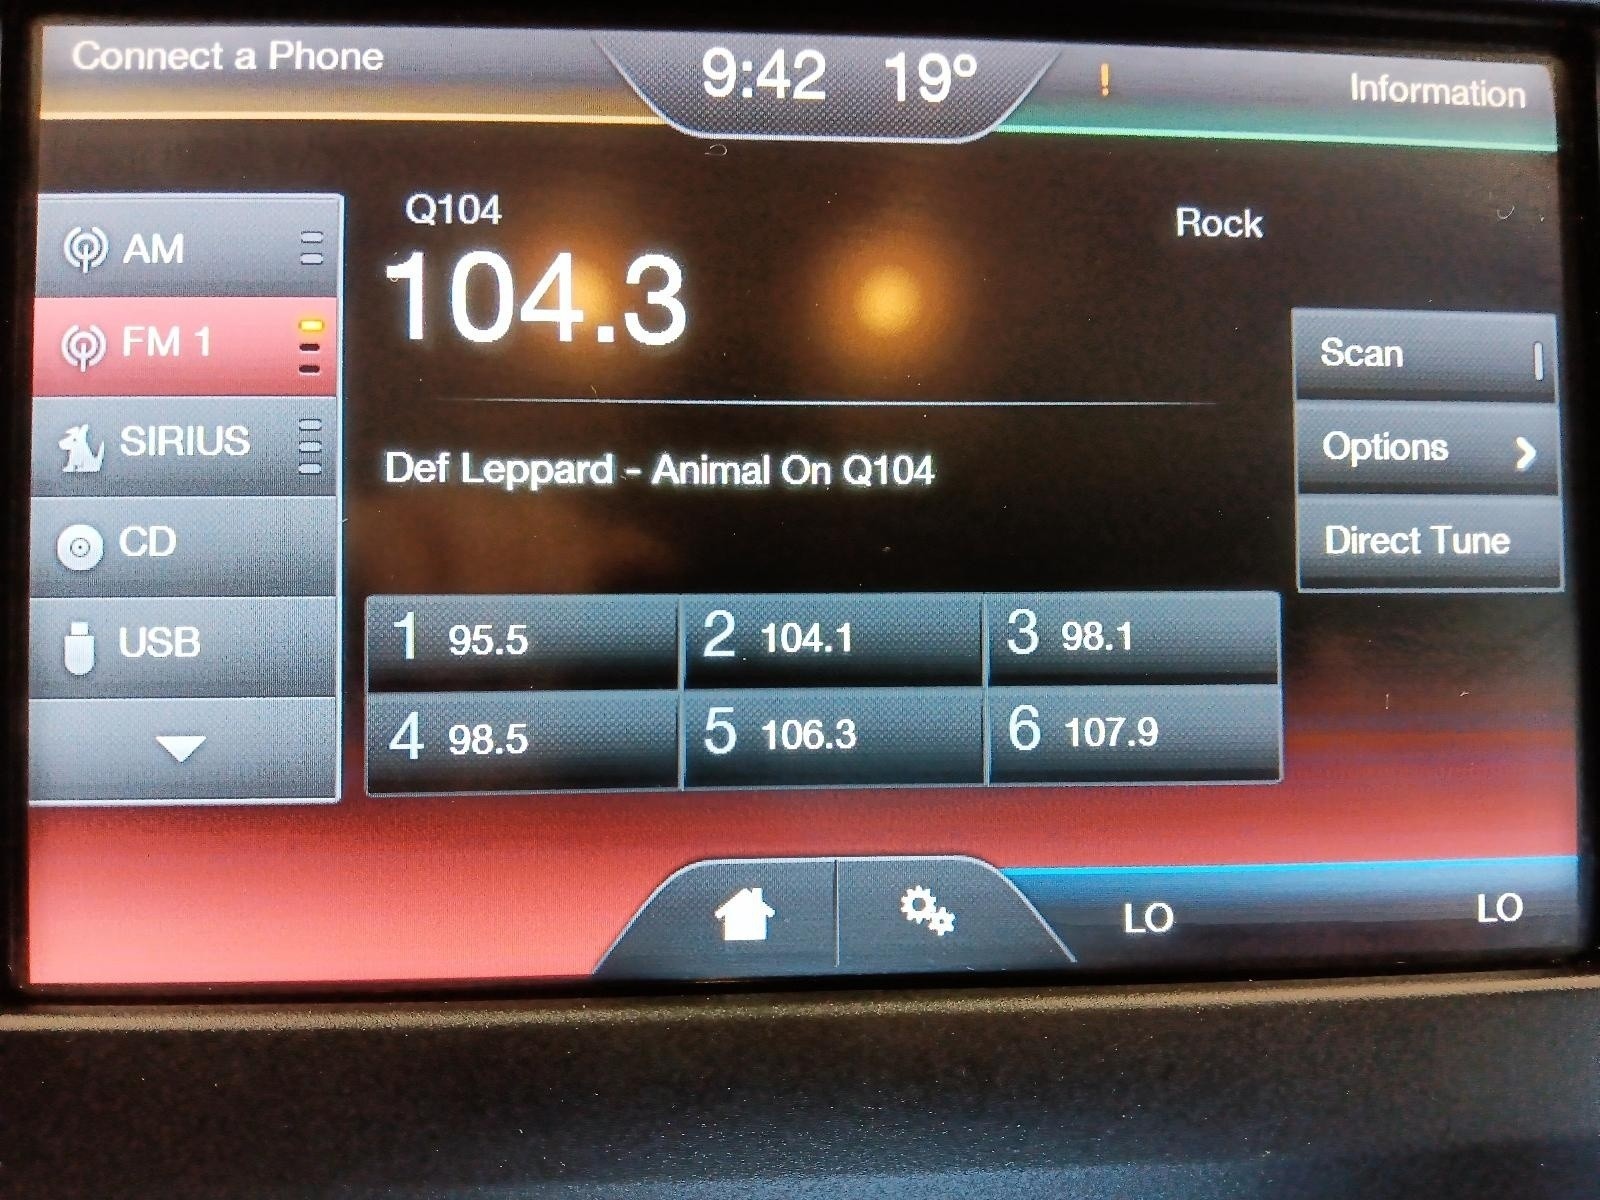 Connect a Phone
9:42 19°
!
Information
AM
FM 1
SIRIUS
CD
USB
Q104
104.3
Rock
Def Leppard - Animal On Q104
Scan
Options
Direct Tune
1 95.5
2 104.1
3 98.1
4 98.5
5 106.3
6 107.9
LO
LO